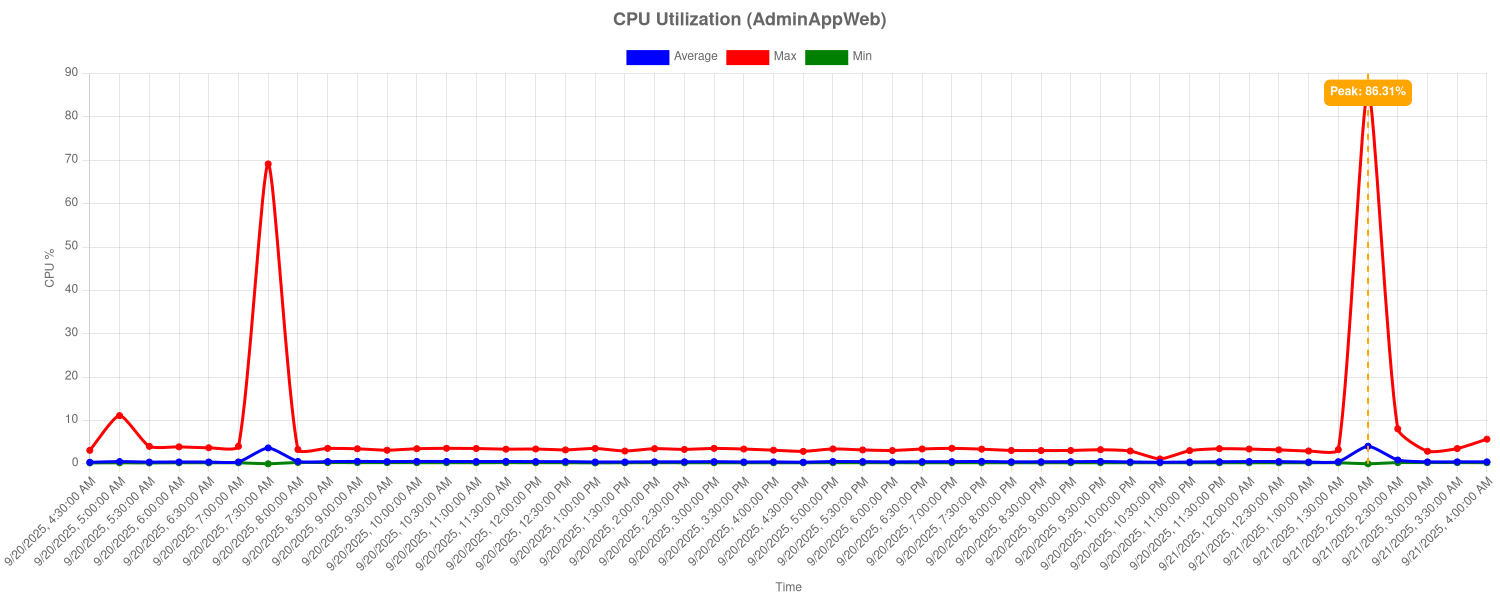 CPU Utilization (AdminAppWeb)
Average Max Min
Peak: 86.31%
CPU %
90
80
70
60
50
40
30
20
10
0
9/20/2025, 4:30:00 AM
9/20/2025, 5:00:00 AM
9/20/2025, 5:30:00 AM
9/20/2025, 6:00:00 AM
9/20/2025, 6:30:00 AM
9/20/2025, 7:00:00 AM
9/20/2025, 7:30:00 AM
9/20/2025, 8:00:00 AM
9/20/2025, 8:30:00 AM
9/20/2025, 9:00:00 AM
9/20/2025, 9:30:00 AM
9/20/2025, 10:00:00 AM
9/20/2025, 10:30:00 AM
9/20/2025, 11:00:00 AM
9/20/2025, 11:30:00 AM
9/20/2025, 12:00:00 PM
9/20/2025, 12:30:00 PM
9/20/2025, 1:00:00 PM
9/20/2025, 1:30:00 PM
9/20/2025, 2:00:00 PM
9/20/2025, 2:30:00 PM
9/20/2025, 3:00:00 PM
9/20/2025, 3:30:00 PM
9/20/2025, 4:00:00 PM
9/20/2025, 4:30:00 PM
9/20/2025, 5:00:00 PM
9/20/2025, 5:30:00 PM
9/20/2025, 6:00:00 PM
9/20/2025, 6:30:00 PM
9/20/2025, 7:00:00 PM
9/20/2025, 7:30:00 PM
9/20/2025, 8:00:00 PM
9/20/2025, 8:30:00 PM
9/20/2025, 9:00:00 PM
9/20/2025, 9:30:00 PM
9/20/2025, 10:00:00 PM
9/20/2025, 10:30:00 PM
9/20/2025, 11:00:00 PM
9/20/2025, 11:30:00 PM
9/21/2025, 12:00:00 AM
9/21/2025, 12:30:00 AM
9/21/2025, 1:00:00 AM
9/21/2025, 1:30:00 AM
9/21/2025, 2:00:00 AM
9/21/2025, 2:30:00 AM
9/21/2025, 3:00:00 AM
9/21/2025, 3:30:00 AM
9/21/2025, 4:00:00 AM
Time